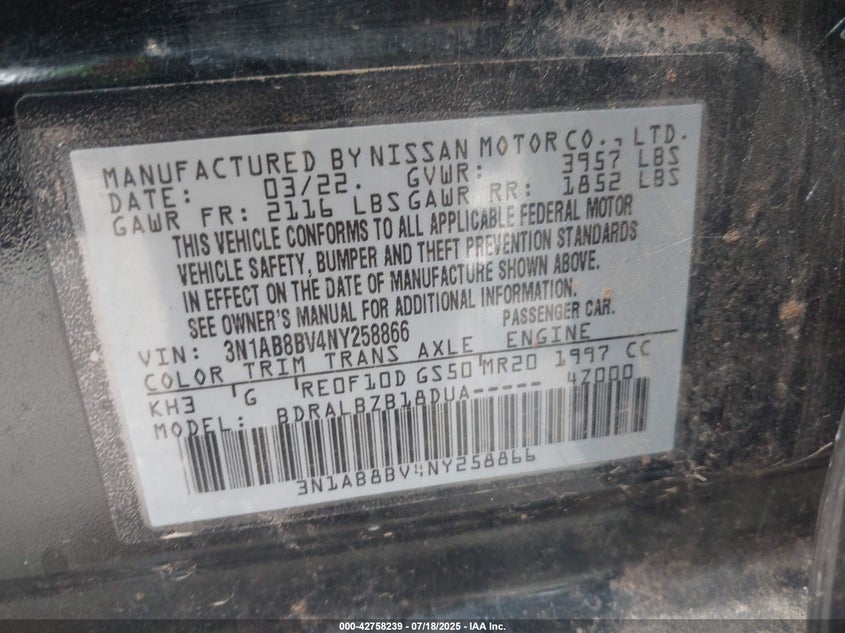 MANUFACTURED BY NISSAN MOTOR CO., LTD.
DATE: 03/22. GVWR: 3957 LBS
GAWR FR: 2116 LBS GAWR RR: 1852 LBS
THIS VEHICLE CONFORMS TO ALL APPLICABLE FEDERAL MOTOR
VEHICLE SAFETY, BUMPER AND THEFT PREVENTION STANDARDS
IN EFFECT ON THE DATE OF MANUFACTURE SHOWN ABOVE.
SEE OWNER'S MANUAL FOR ADDITIONAL INFORMATION.
VIN: 3N1AB8BV4NY258866 PASSENGER CAR.
COLOR TRIM TRANS AXLE ENGINE
KH3 G RE0F10D GS50 MR20 1997 CC
MODEL: BDRALBZB18DUA----- 4Z000
3N1AB8BV4NY258866
000-42758239 - 07/18/2025 - IAA Inc.